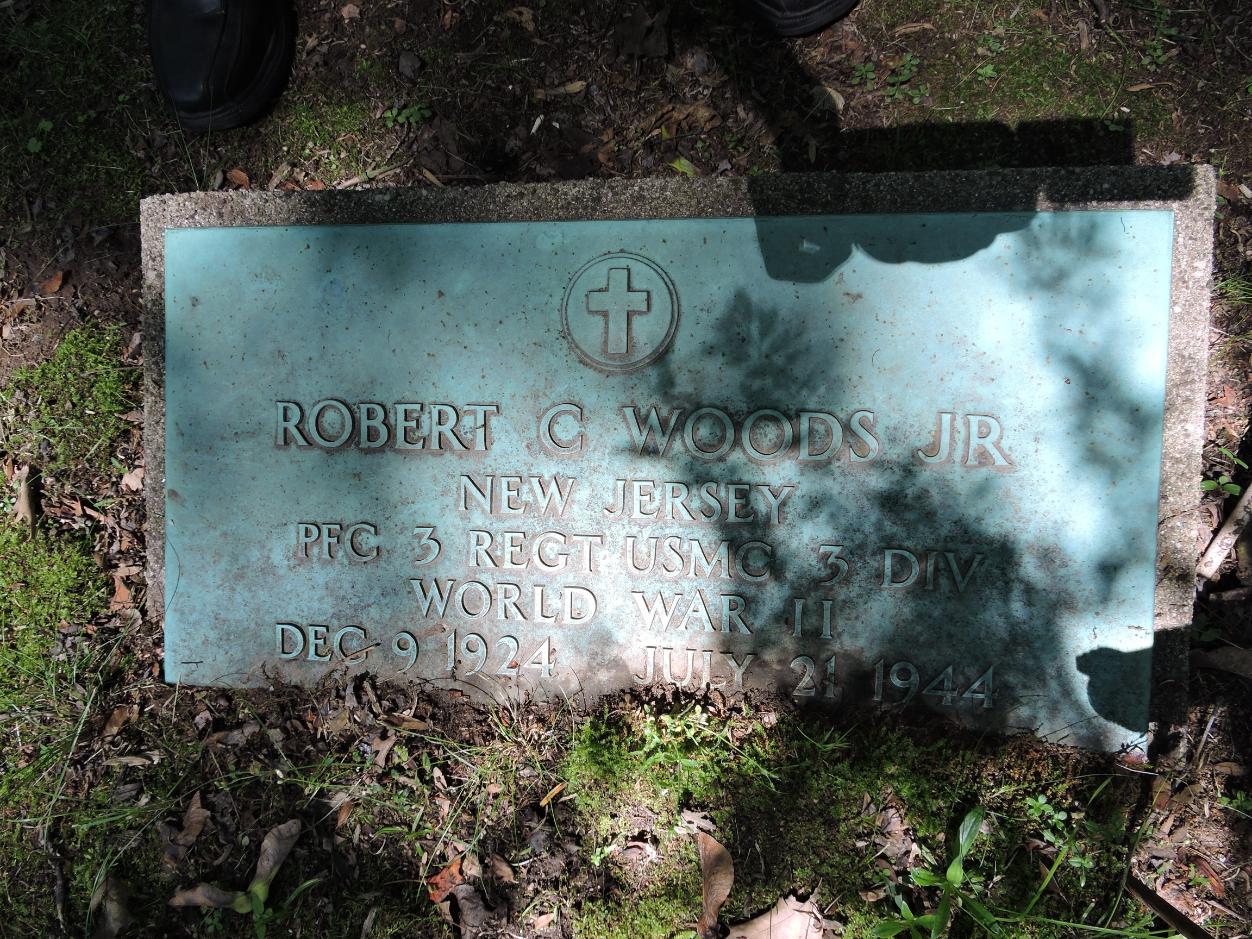 ROBERT C WOODS JR
NEW JERSEY
PFC 3 REGT USMC 3 DIV
WORLD WAR II
DEC 9 1924 JULY 21 1944